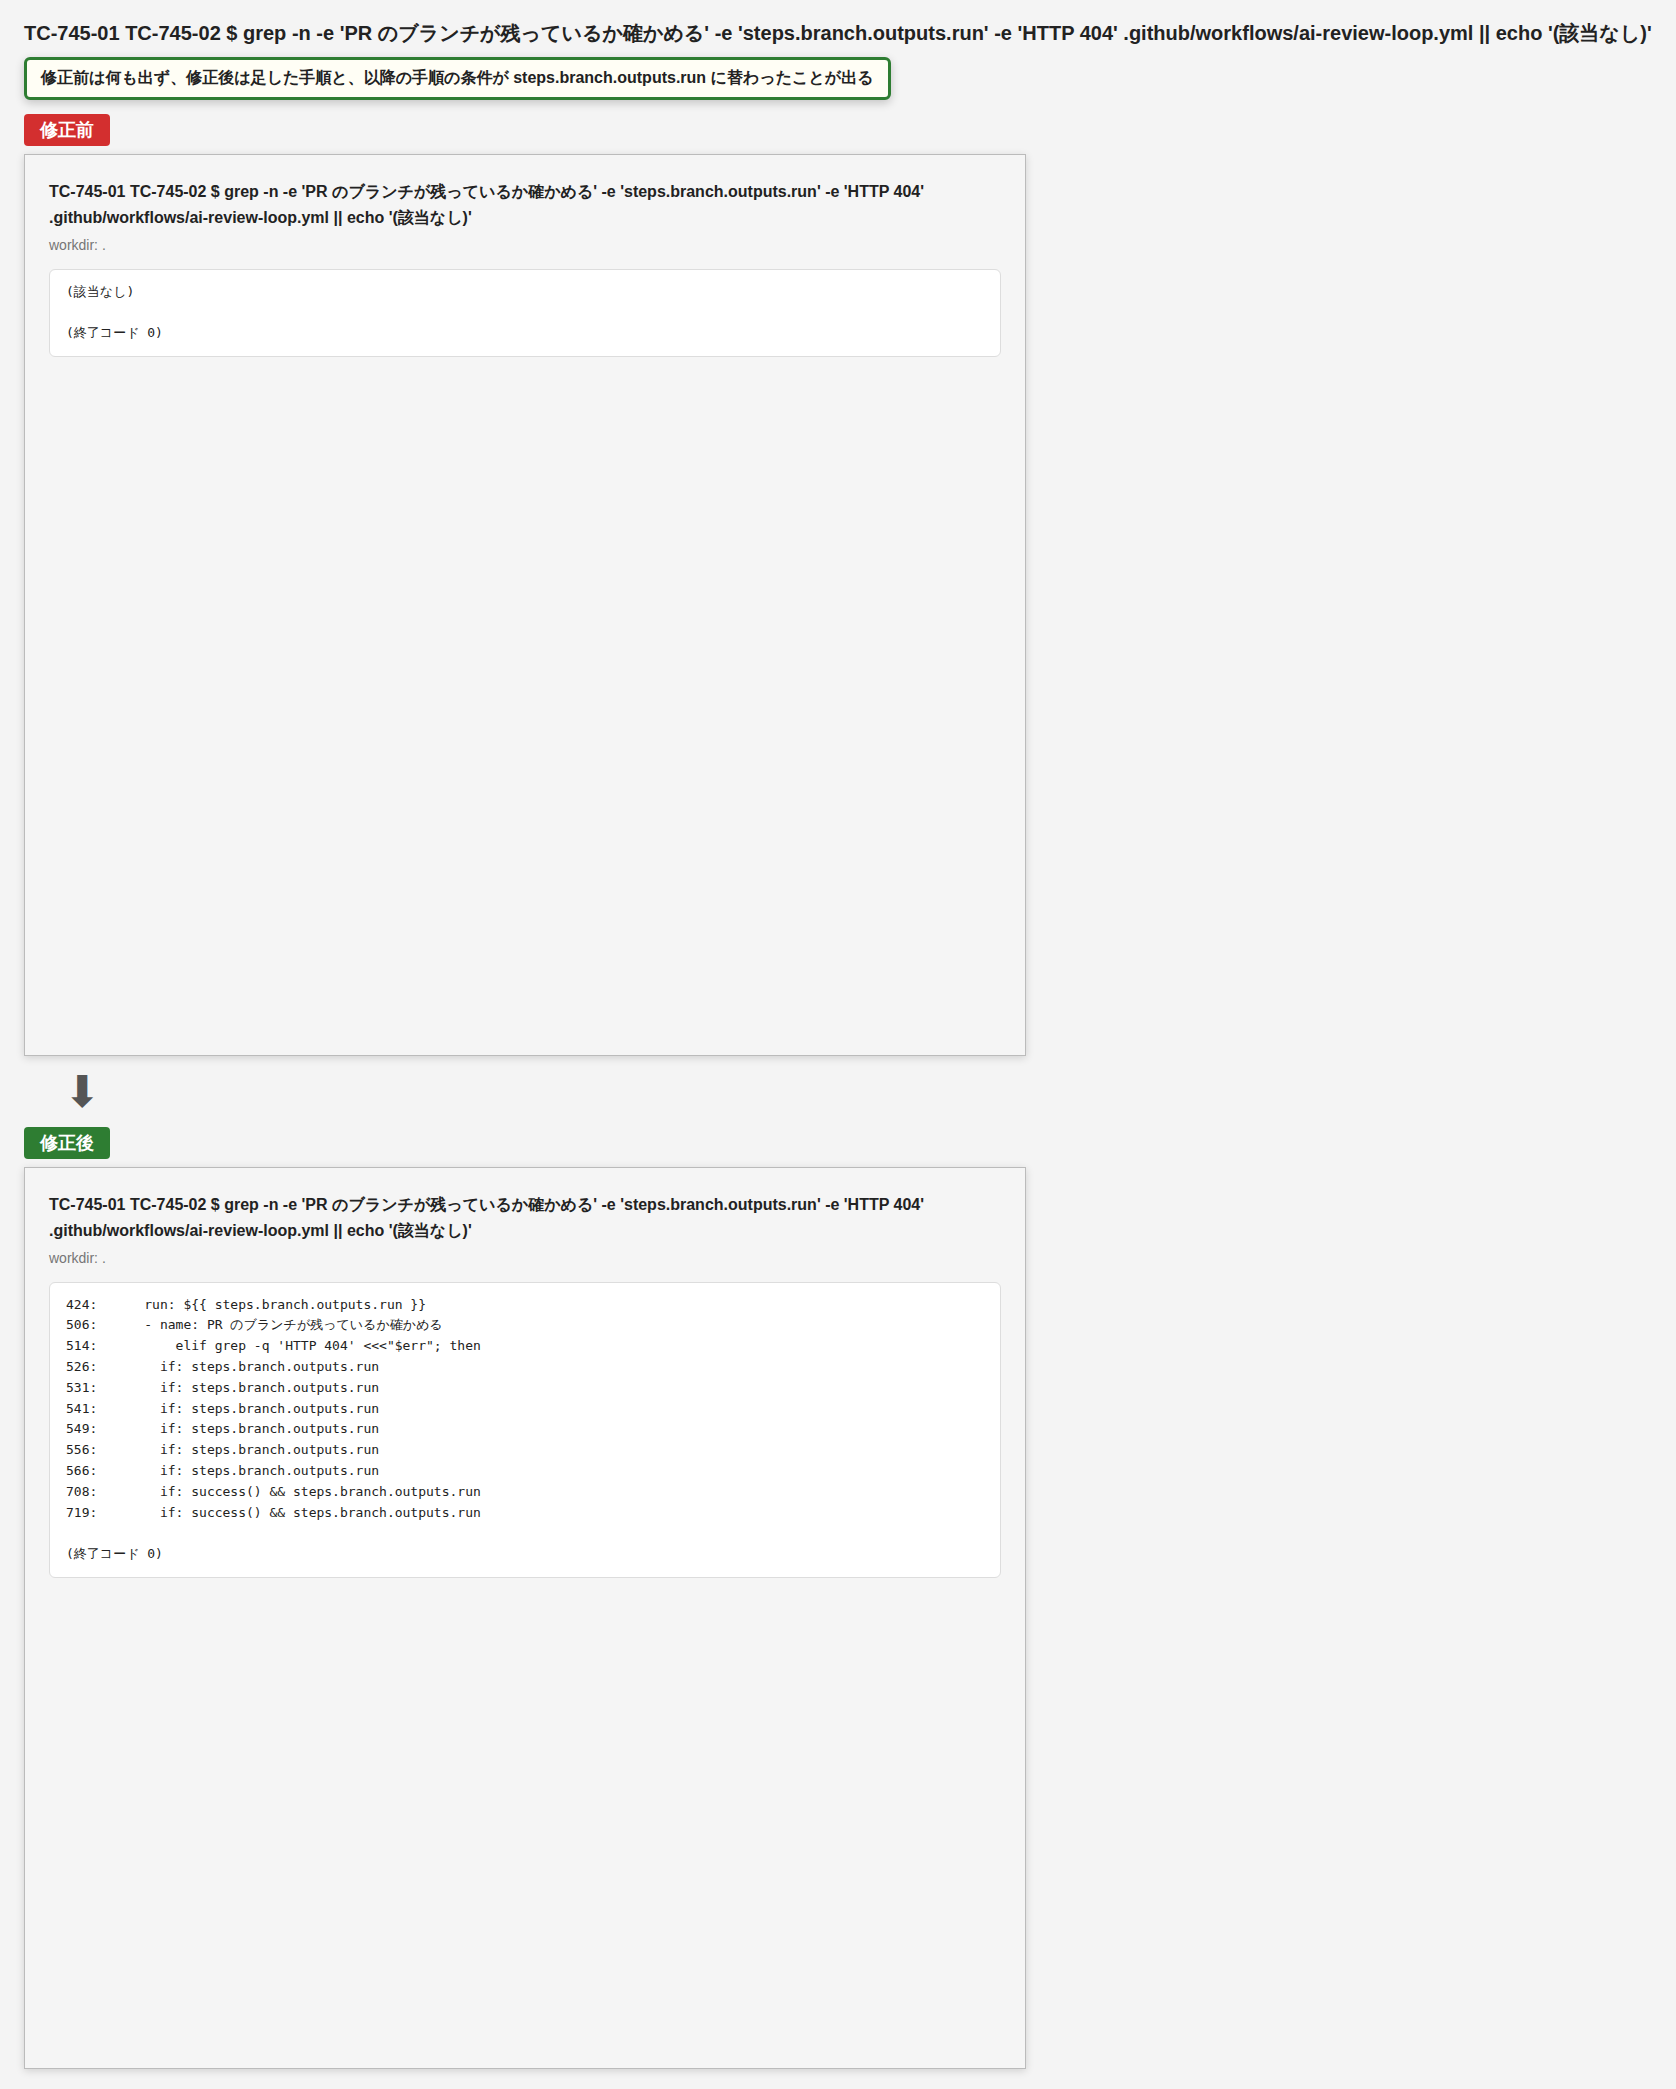 TC-745-01 TC-745-02 $ grep -n -e 'PR のブランチが残っているか確かめる' -e 'steps.branch.outputs.run' -e 'HTTP 404' .github/workflows/ai-review-loop.yml || echo '(該当なし)'
修正前は何も出ず、修正後は足した手順と、以降の手順の条件が steps.branch.outputs.run に替わったことが出る
修正前
TC-745-01 TC-745-02 $ grep -n -e 'PR のブランチが残っているか確かめる' -e 'steps.branch.outputs.run' -e 'HTTP 404'
.github/workflows/ai-review-loop.yml || echo '(該当なし)'
workdir: .
(該当なし)
(終了コード 0)
⬇
修正後
TC-745-01 TC-745-02 $ grep -n -e 'PR のブランチが残っているか確かめる' -e 'steps.branch.outputs.run' -e 'HTTP 404'
.github/workflows/ai-review-loop.yml || echo '(該当なし)'
workdir: .
424:      run: ${{ steps.branch.outputs.run }}
506:      - name: PR のブランチが残っているか確かめる
514:          elif grep -q 'HTTP 404' <<<"$err"; then
526:        if: steps.branch.outputs.run
531:        if: steps.branch.outputs.run
541:        if: steps.branch.outputs.run
549:        if: steps.branch.outputs.run
556:        if: steps.branch.outputs.run
566:        if: steps.branch.outputs.run
708:        if: success() && steps.branch.outputs.run
719:        if: success() && steps.branch.outputs.run
(終了コード 0)